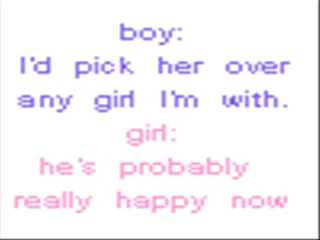 boy:
I'd pick her over
any girl I'm with.
girl:
he's probably
really happy now